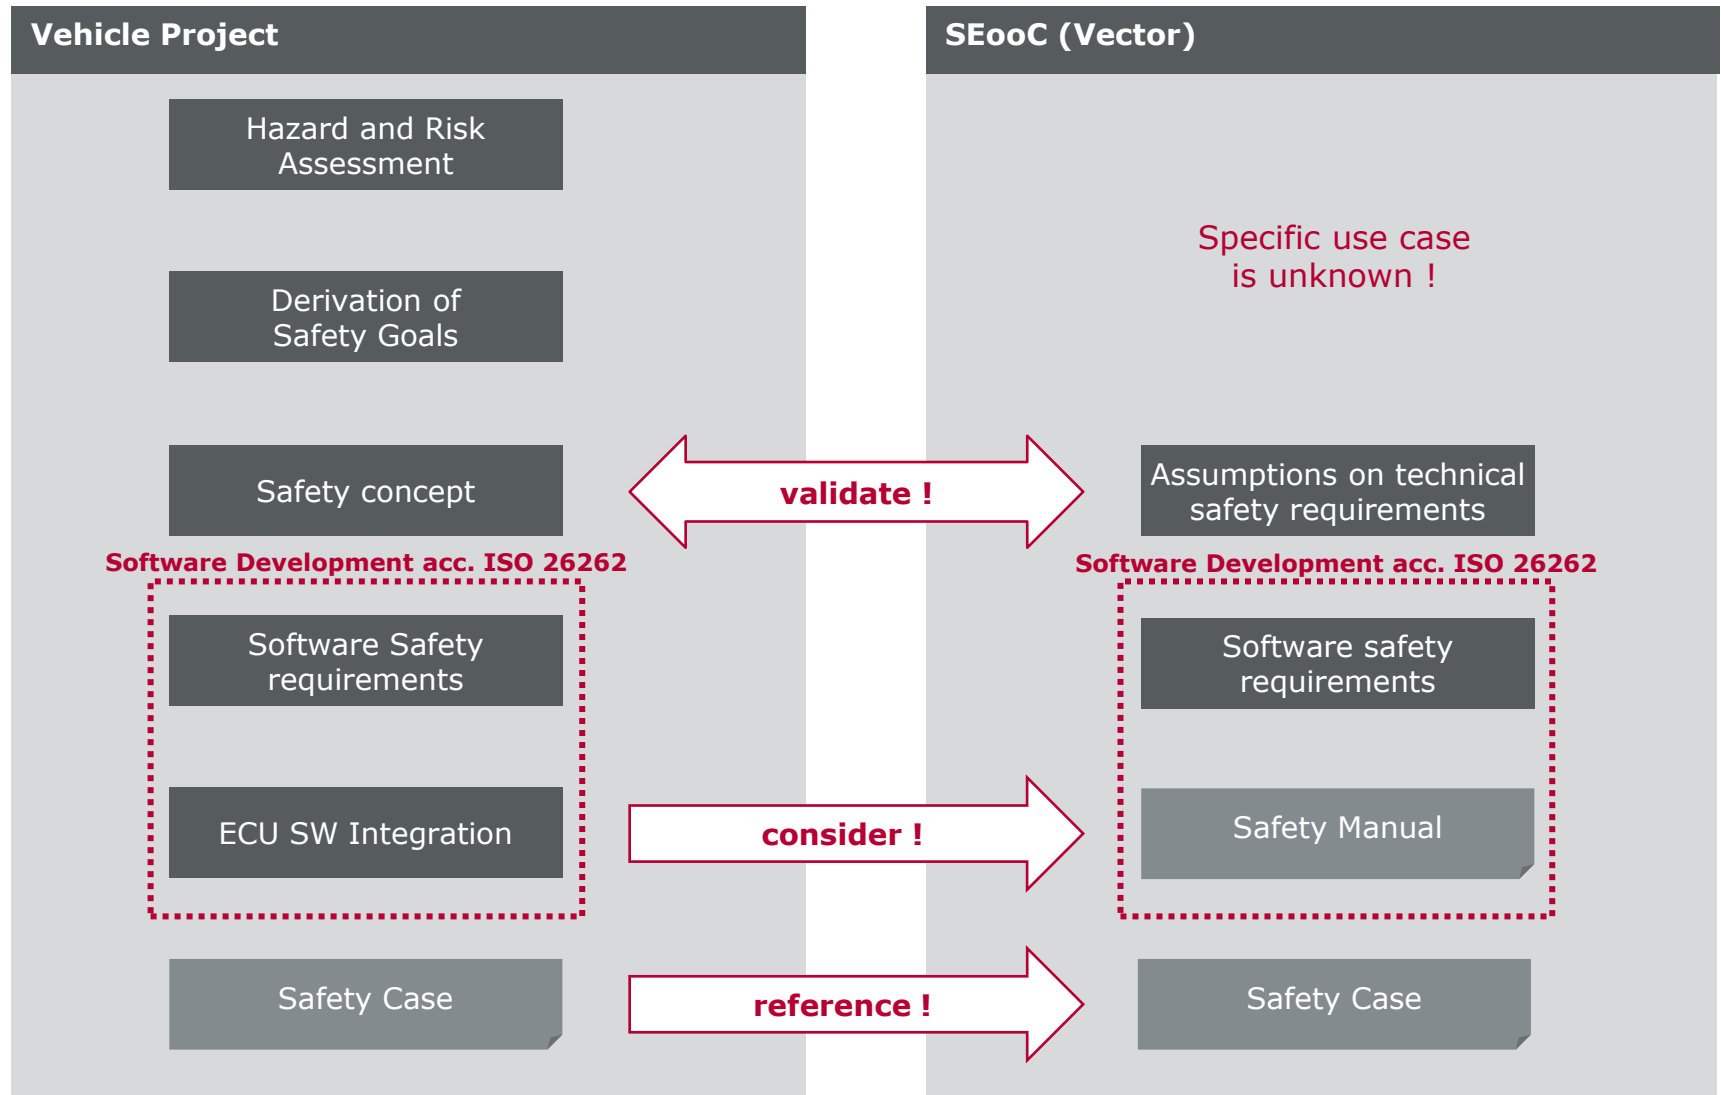 Vehicle Project
Hazard and Risk
Assessment
Derivation of
Safety Goals
Safety concept
Software Development acc. ISO 26262
Software Safety
requirements
ECU SW Integration
Safety Case
validate !
consider !
reference !
SEooC (Vector)
Specific use case
is unknown !
Assumptions on technical
safety requirements
Software Development acc. ISO 26262
Software safety
requirements
Safety Manual
Safety Case